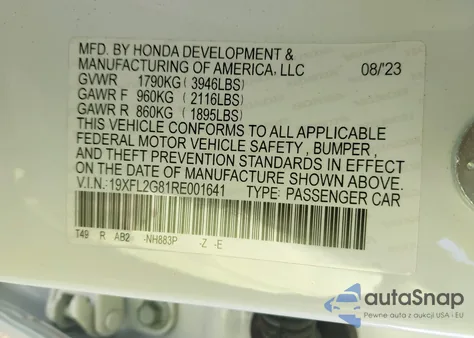 MFD. BY HONDA DEVELOPMENT &
MANUFACTURING OF AMERICA, LLC 08/'23
GVWR 1790KG (3946LBS)
GAWR F 960KG (2116LBS)
GAWR R 860KG (1895LBS)
THIS VEHICLE CONFORMS TO ALL APPLICABLE
FEDERAL MOTOR VEHICLE SAFETY, BUMPER,
AND THEFT PREVENTION STANDARDS IN EFFECT
ON THE DATE OF MANUFACTURE SHOWN ABOVE.
V.I.N.: 19XFL2G81RE001641 TYPE: PASSENGER CAR
T49 R AB2 -NH883P -Z -E
autoSnap
Pewne auta z aukcji USA i EU